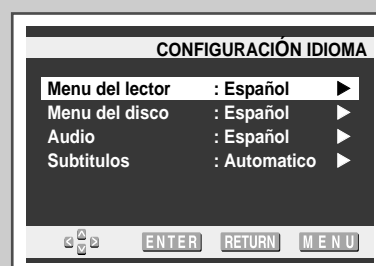 CONFIGURACIÓN IDIOMA
Menu del lector : Español
Menu del disco : Español
Audio : Español
Subtitulos : Automatico
ENTER RETURN MENU